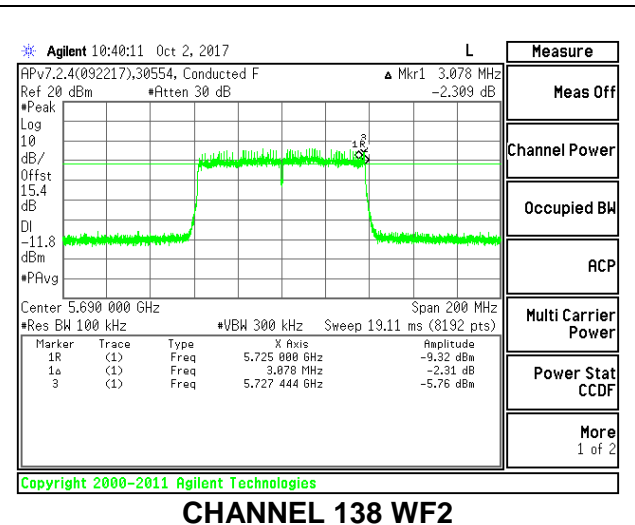 Agilent 10:40:11 Oct 2, 2017 L
APv7.2.4(092217),30554, Conducted F
Δ Mkr1 3.078 MHz
Ref 20 dBm #Atten 30 dB -2.309 dB
#Peak
Log
10
dB/
Offst
15.4
dB
DI
-11.8
dBm
#PAvg
1R
3
Center 5.690 000 GHz Span 200 MHz
#Res BW 100 kHz #VBW 300 kHz Sweep 19.11 ms (8192 pts)
Marker Trace Type X Axis Amplitude
1R (1) Freq 5.725 000 GHz -9.32 dBm
1Δ (1) Freq 3.078 MHz -2.31 dB
3 (1) Freq 5.727 444 GHz -5.76 dBm
Copyright 2000-2011 Agilent Technologies
Measure
Meas Off
Channel Power
Occupied BW
ACP
Multi Carrier
Power
Power Stat
CCDF
More
1 of 2
CHANNEL 138 WF2